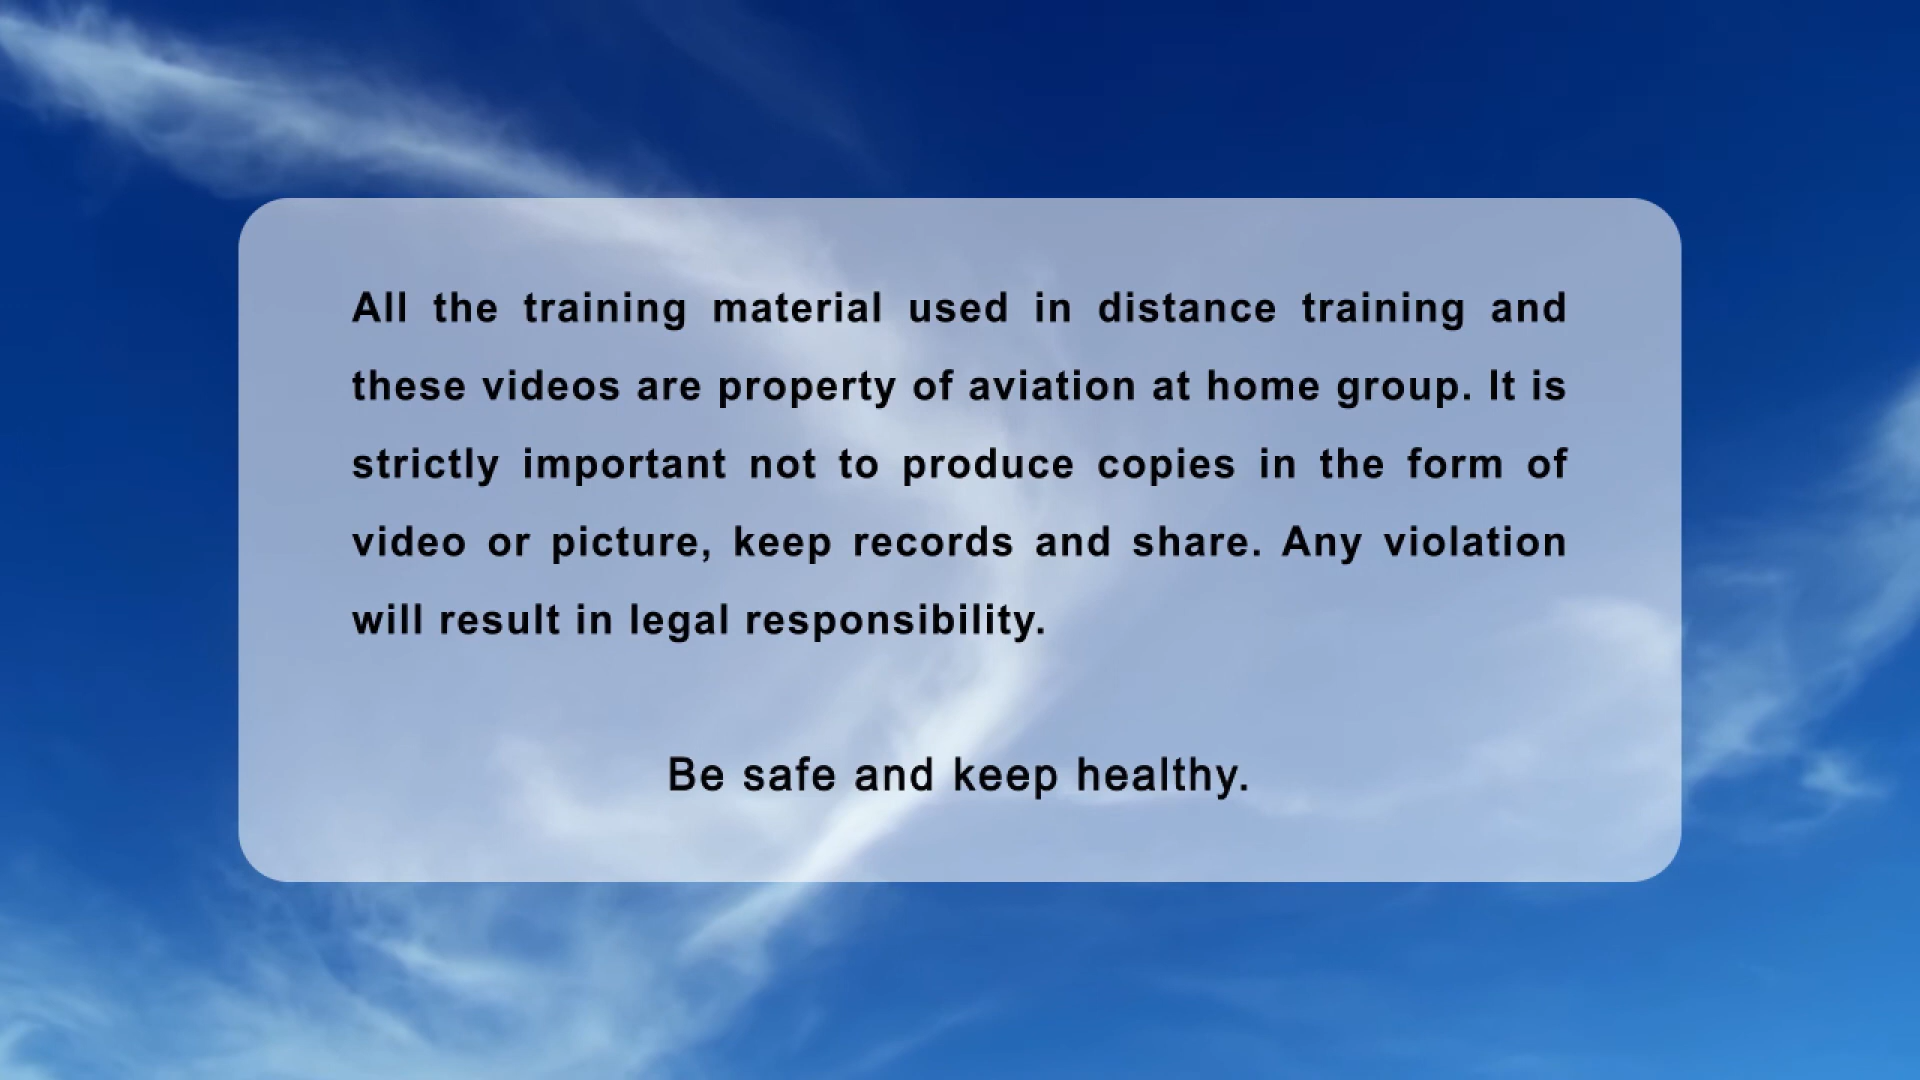 All the training material used in distance training and
these videos are property of aviation at home group. It is
strictly important not to produce copies in the form of
video or picture, keep records and share. Any violation
will result in legal responsibility.
Be safe and keep healthy.